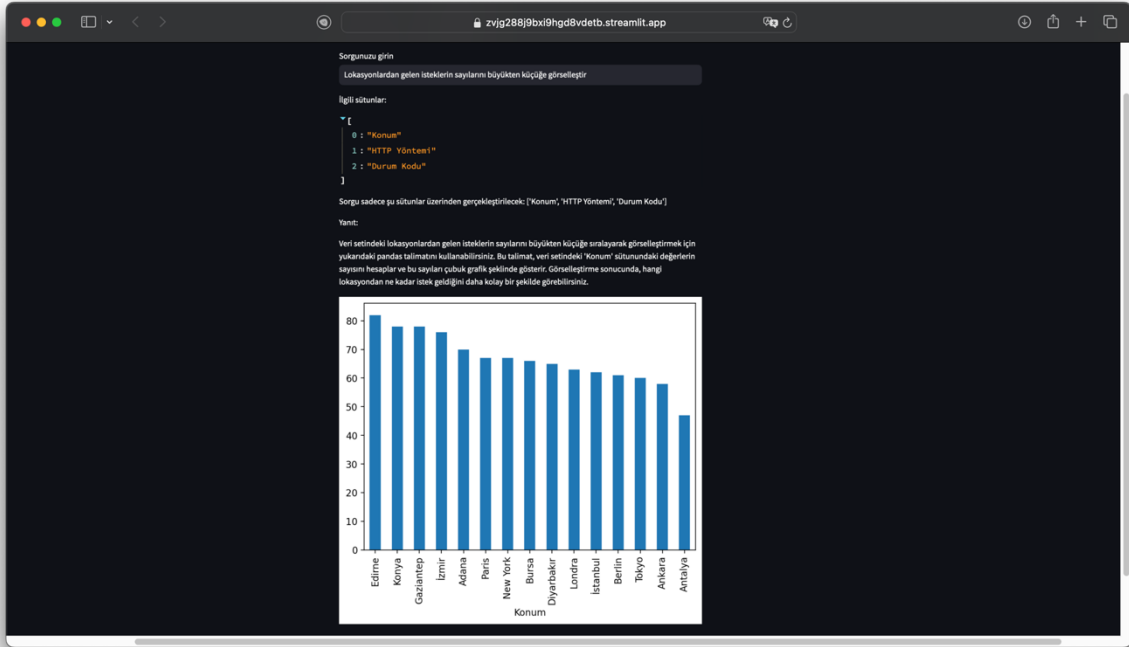 zvjg288j9bxi9hgd8vdetb.streamlit.app
Sorgunuzu girin
Lokasyonlardan gelen isteklerin sayılarını büyükten küçüğe görselleştir
İlgili sütunlar:
[
0 : "Konum"
1 : "HTTP Yöntemi"
2 : "Durum Kodu"
]
Sorgu sadece şu sütunlar üzerinden gerçekleştirilecek: ['Konum', 'HTTP Yöntemi', 'Durum Kodu']
Yanıt:
Veri setindeki lokasyonlardan gelen isteklerin sayılarını büyükten küçüğe sıralayarak görselleştirmek için
yukarıdaki pandas talimatını kullanabilirsiniz. Bu talimat, veri setindeki 'Konum' sütunundaki değerlerin
sayısını hesaplar ve bu sayıları çubuk grafik şeklinde gösterir. Görselleştirme sonucunda, hangi
lokasyondan ne kadar istek geldiğini daha kolay bir şekilde görebilirsiniz.
80
70
60
50
40
30
20
10
0
Edirne
Konya
Gaziantep
İzmir
Adana
Paris
New York
Bursa
Diyarbakır
Londra
İstanbul
Berlin
Tokyo
Ankara
Antalya
Konum